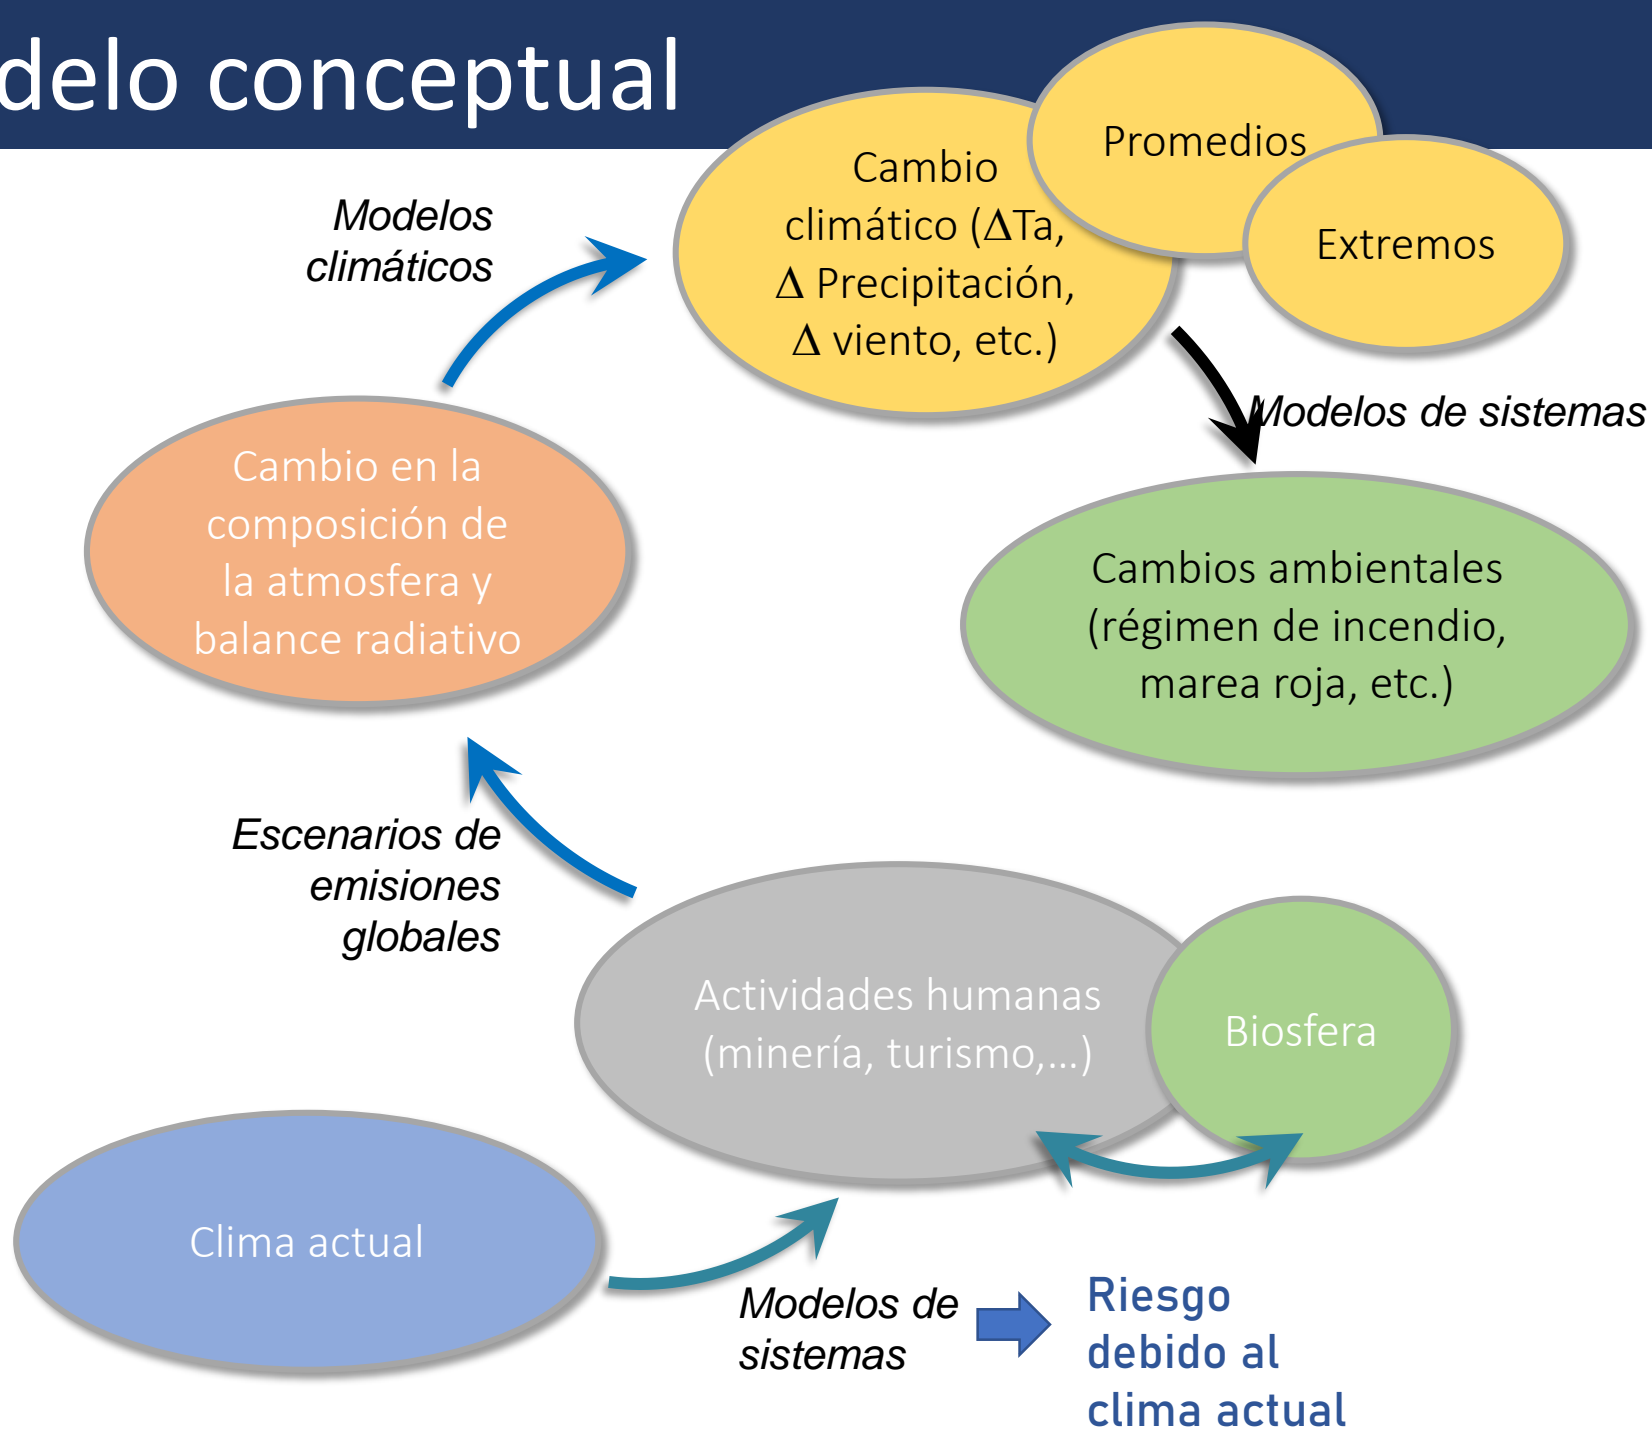 delo conceptual
Promedios
Cambio
climático (ΔTa,
Δ Precipitación,
Δ viento, etc.)
Extremos
Modelos
climáticos
Modelos de sistemas
Cambio en la
composición de
la atmosfera y
balance radiativo
Cambios ambientales
(régimen de incendio,
marea roja, etc.)
Escenarios de
emisiones
globales
Actividades humanas
(minería, turismo,...)
Biosfera
Clima actual
Modelos de
sistemas
Riesgo
debido al
clima actual